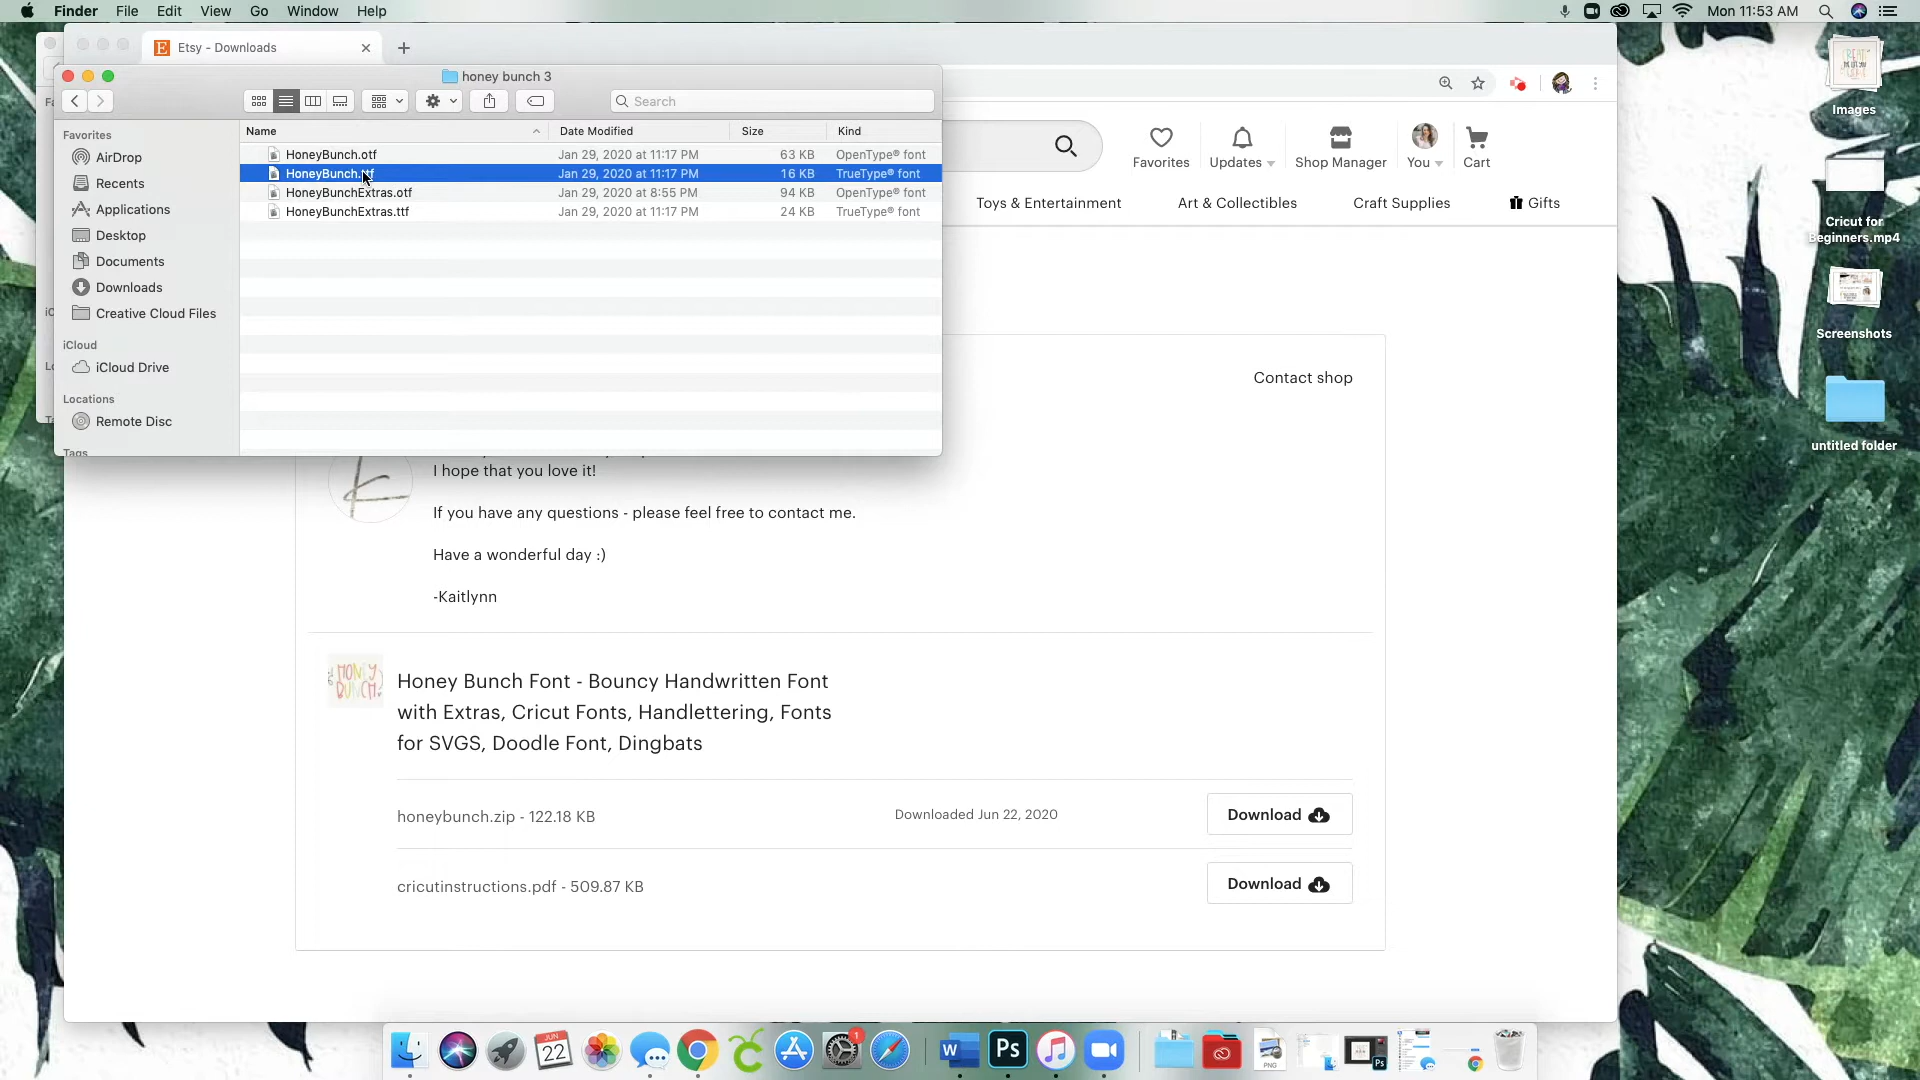 Finder File Edit View Go Window Help Mon 11:53 AM
Etsy - Downloads
honey bunch 3
Search
Favorites
AirDrop
Recents
Applications
Desktop
Documents
Downloads
Creative Cloud Files
iCloud
iCloud Drive
Locations
Remote Disc
Tags
Name Date Modified Size Kind
HoneyBunch.otf Jan 29, 2020 at 11:17 PM 63 KB OpenType® font
Jan 29, 2020 at 11:17 PM 16 KB TrueType® font
HoneyBunchExtras.otf Jan 29, 2020 at 8:55 PM 94 KB OpenType® font
HoneyBunchExtras.ttf Jan 29, 2020 at 11:17 PM 24 KB TrueType® font
Favorites Updates Shop Manager You Cart
Toys & Entertainment Art & Collectibles Craft Supplies Gifts
Contact shop
I hope that you love it!
If you have any questions - please feel free to contact me.
Have a wonderful day :)
-Kaitlynn
HONEY
BUNCH
Honey Bunch Font - Bouncy Handwritten Font
with Extras, Cricut Fonts, Handlettering, Fonts
for SVGS, Doodle Font, Dingbats
honeybunch.zip - 122.18 KB Downloaded Jun 22, 2020 Download
cricutinstructions.pdf - 509.87 KB Download
Images
Cricut for
Beginners.mp4
Screenshots
untitled folder
JUN
22
1
W
Ps
PNG